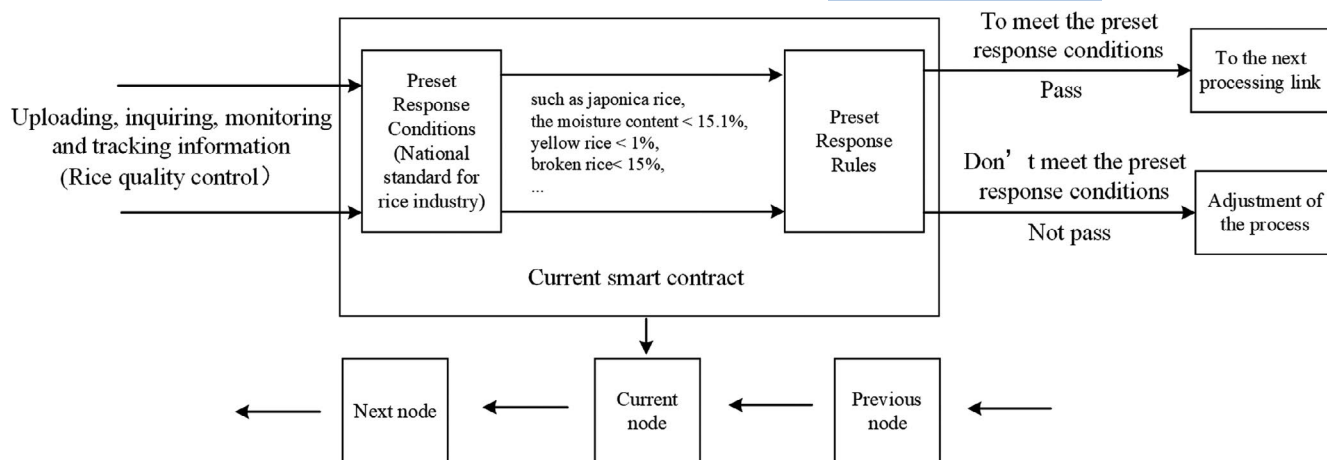 Uploading, inquiring, monitoring
and tracking information
(Rice quality control）
Preset
Response
Conditions
(National
standard for
rice industry)
such as japonica rice,
the moisture content < 15.1%,
yellow rice < 1%,
broken rice< 15%,
...
Preset
Response
Rules
Current smart contract
To meet the preset
response conditions
Pass
To the next
processing link
Don’t meet the preset
response conditions
Not pass
Adjustment of
the process
Next node
Current
node
Previous
node